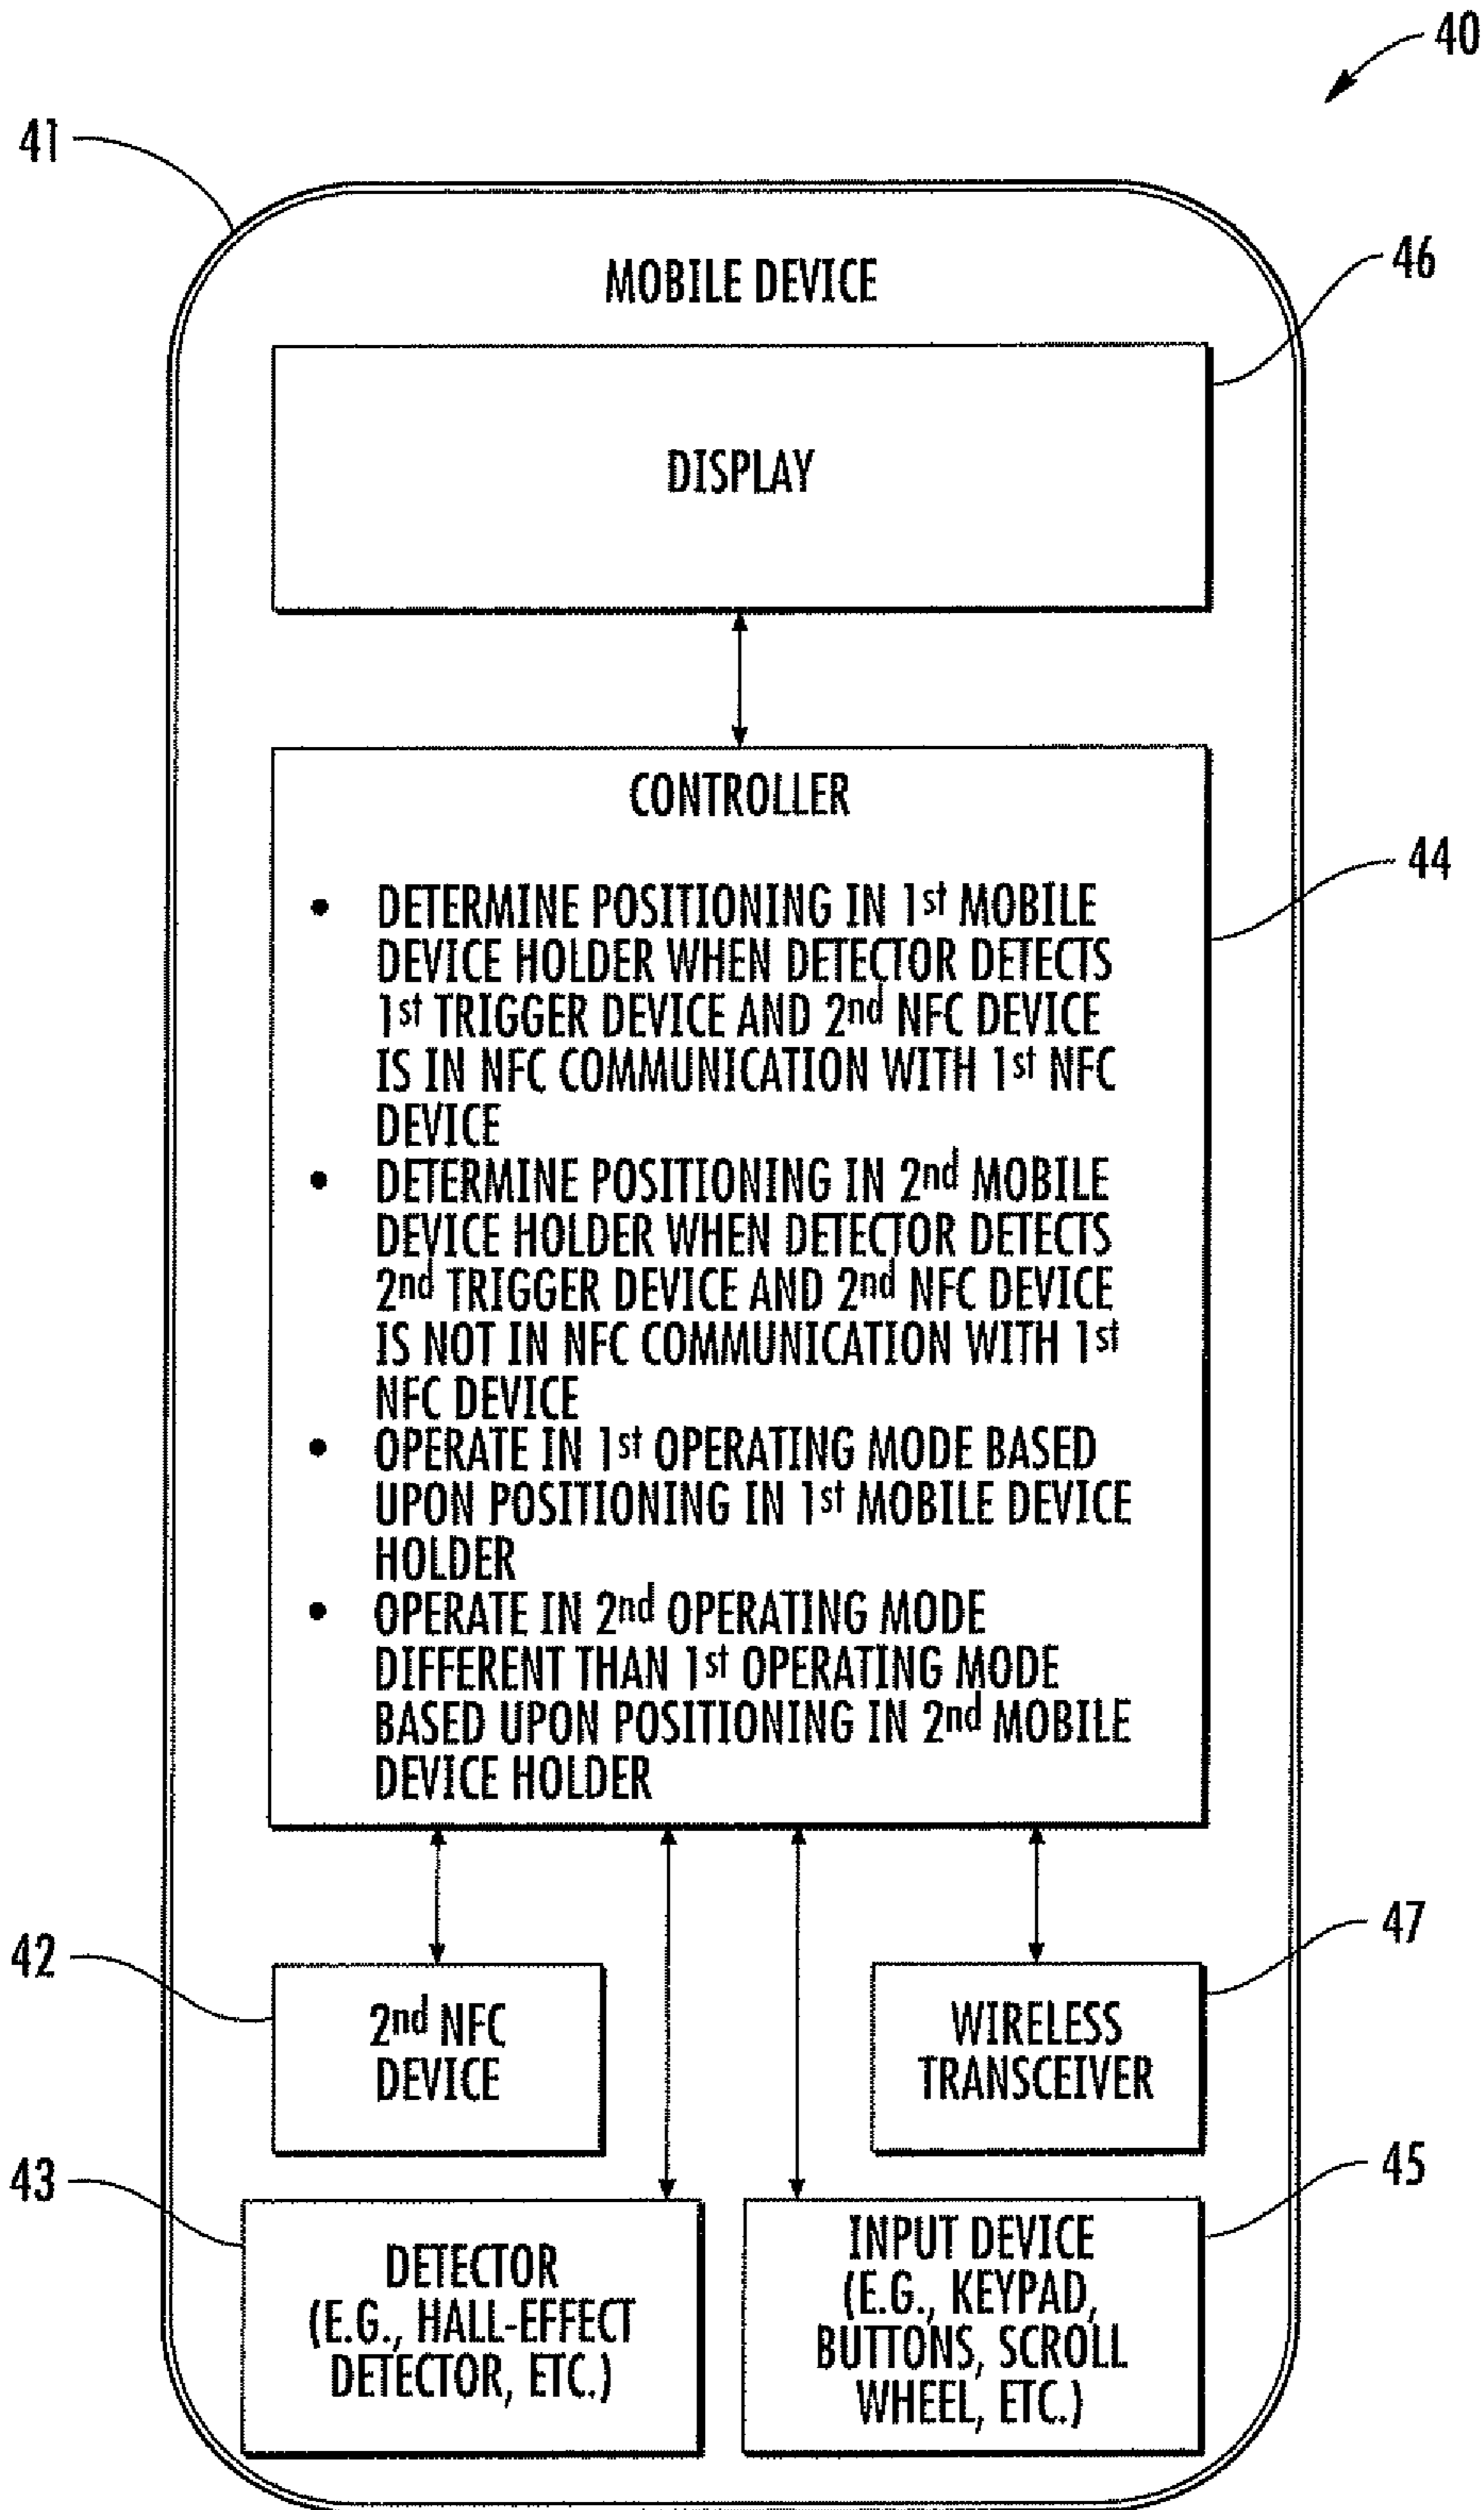 40
41
MOBILE DEVICE
46
DISPLAY
CONTROLLER
44
• DETERMINE POSITIONING IN 1st MOBILE
DEVICE HOLDER WHEN DETECTOR DETECTS
1st TRIGGER DEVICE AND 2nd NFC DEVICE
IS IN NFC COMMUNICATION WITH 1st NFC
DEVICE
• DETERMINE POSITIONING IN 2nd MOBILE
DEVICE HOLDER WHEN DETECTOR DETECTS
2nd TRIGGER DEVICE AND 2nd NFC DEVICE
IS NOT IN NFC COMMUNICATION WITH 1st
NFC DEVICE
• OPERATE IN 1st OPERATING MODE BASED
UPON POSITIONING IN 1st MOBILE DEVICE
HOLDER
• OPERATE IN 2nd OPERATING MODE
DIFFERENT THAN 1st OPERATING MODE
BASED UPON POSITIONING IN 2nd MOBILE
DEVICE HOLDER
42
2nd NFC
DEVICE
47
WIRELESS
TRANSCEIVER
43
DETECTOR
(E.G., HALL-EFFECT
DETECTOR, ETC.)
45
INPUT DEVICE
(E.G., KEYPAD,
BUTTONS, SCROLL
WHEEL, ETC.)